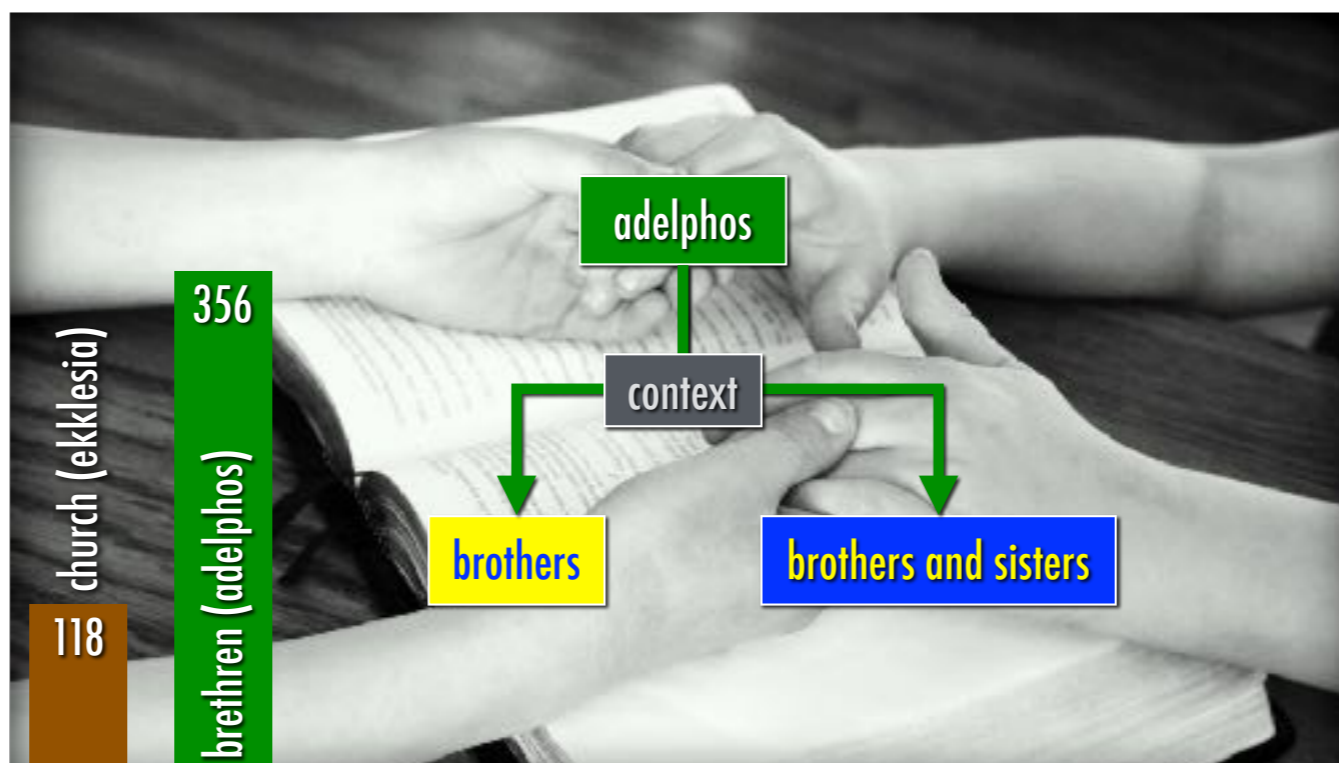 adelphos
context
brothers
brothers and sisters
118
church (ekklesia)
356
brethren (adelphos)